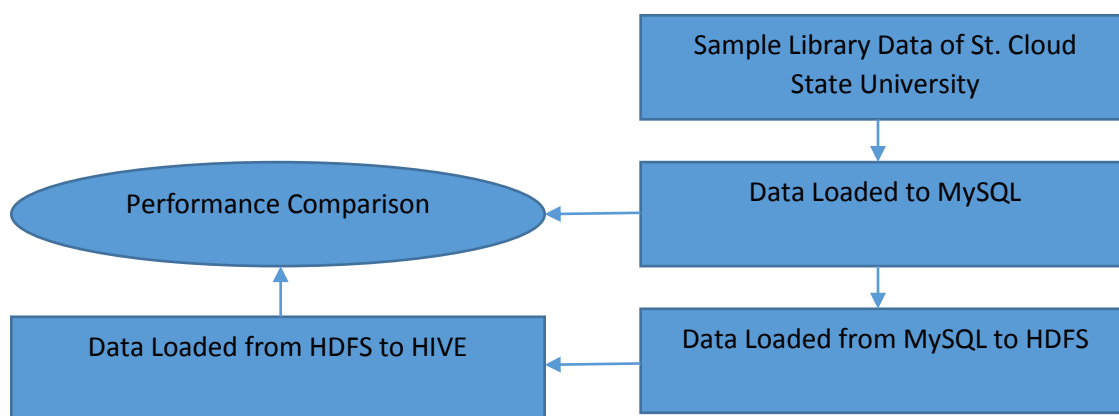 Sample Library Data of St. Cloud
State University
Performance Comparison
Data Loaded to MySQL
Data Loaded from HDFS to HIVE
Data Loaded from MySQL to HDFS